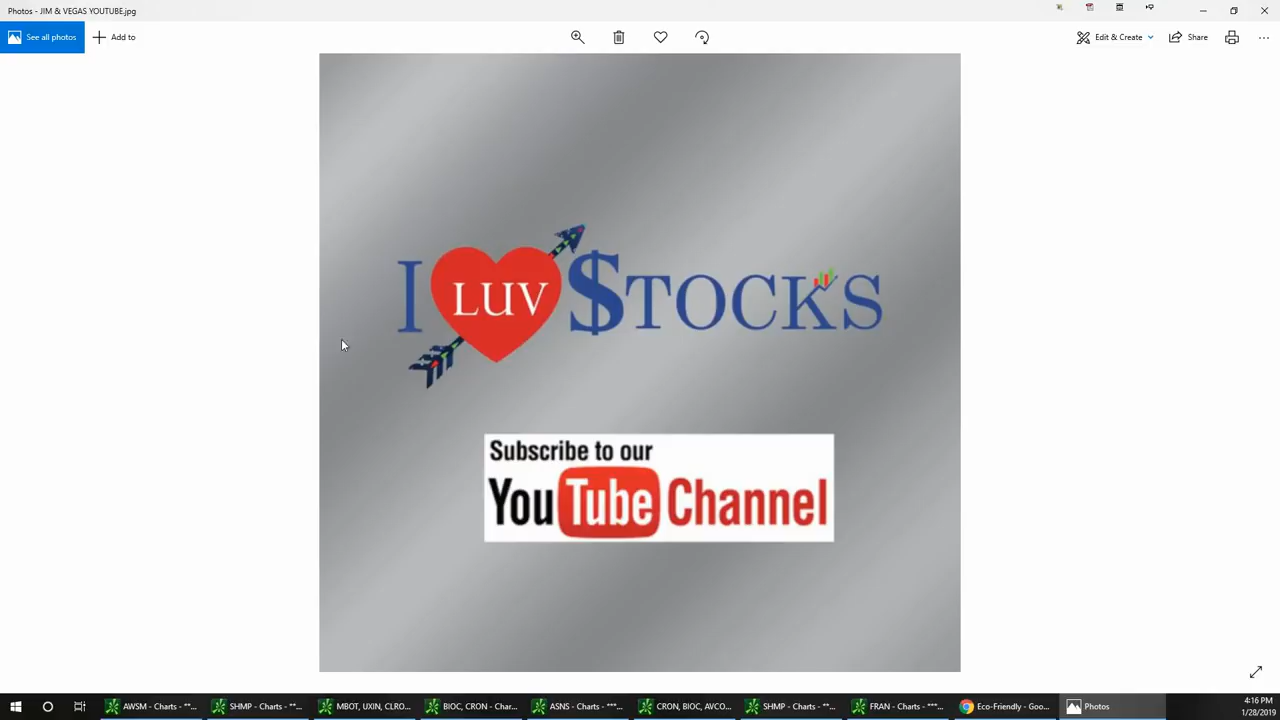 Photos - JIM & VEGAS YOUTUBE.jpg
See all photos
Add to
Edit & Create
Share
I LUV $TOCKS
Subscribe to our
YouTube Channel
AWSM - Charts - **...
SHMP - Charts - **...
MBOT, UXIN, CLRO...
BIOC, CRON - Char...
ASNS - Charts - ***...
CRON, BIOC, AVCO...
SHMP - Charts - **...
FRAN - Charts - ***...
Eco-Friendly - Goo...
Photos
4:16 PM
1/28/2019